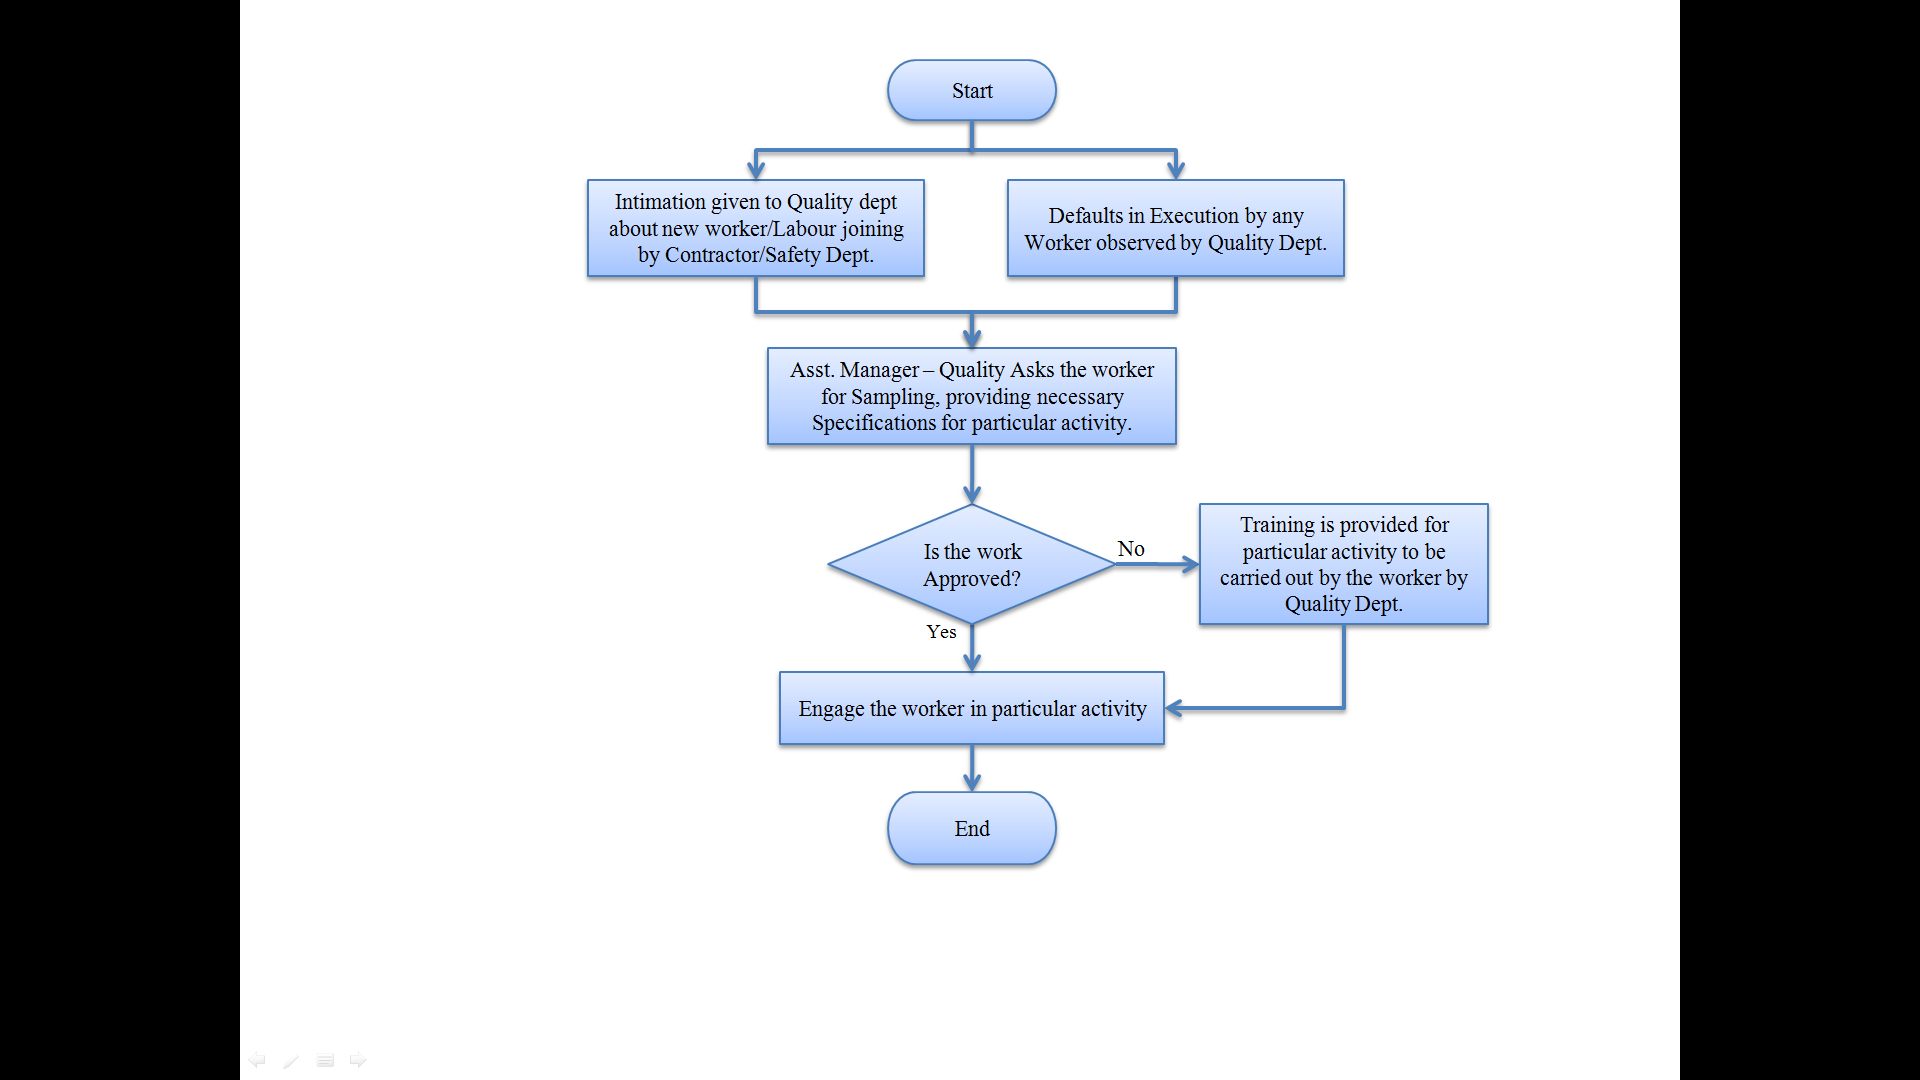 Start
Intimation given to Quality dept
about new worker/Labour joining
by Contractor/Safety Dept.
Defaults in Execution by any
Worker observed by Quality Dept.
Asst. Manager – Quality Asks the worker
for Sampling, providing necessary
Specifications for particular activity.
Is the work
Approved?
No
Training is provided for
particular activity to be
carried out by the worker by
Quality Dept.
Yes
Engage the worker in particular activity
End